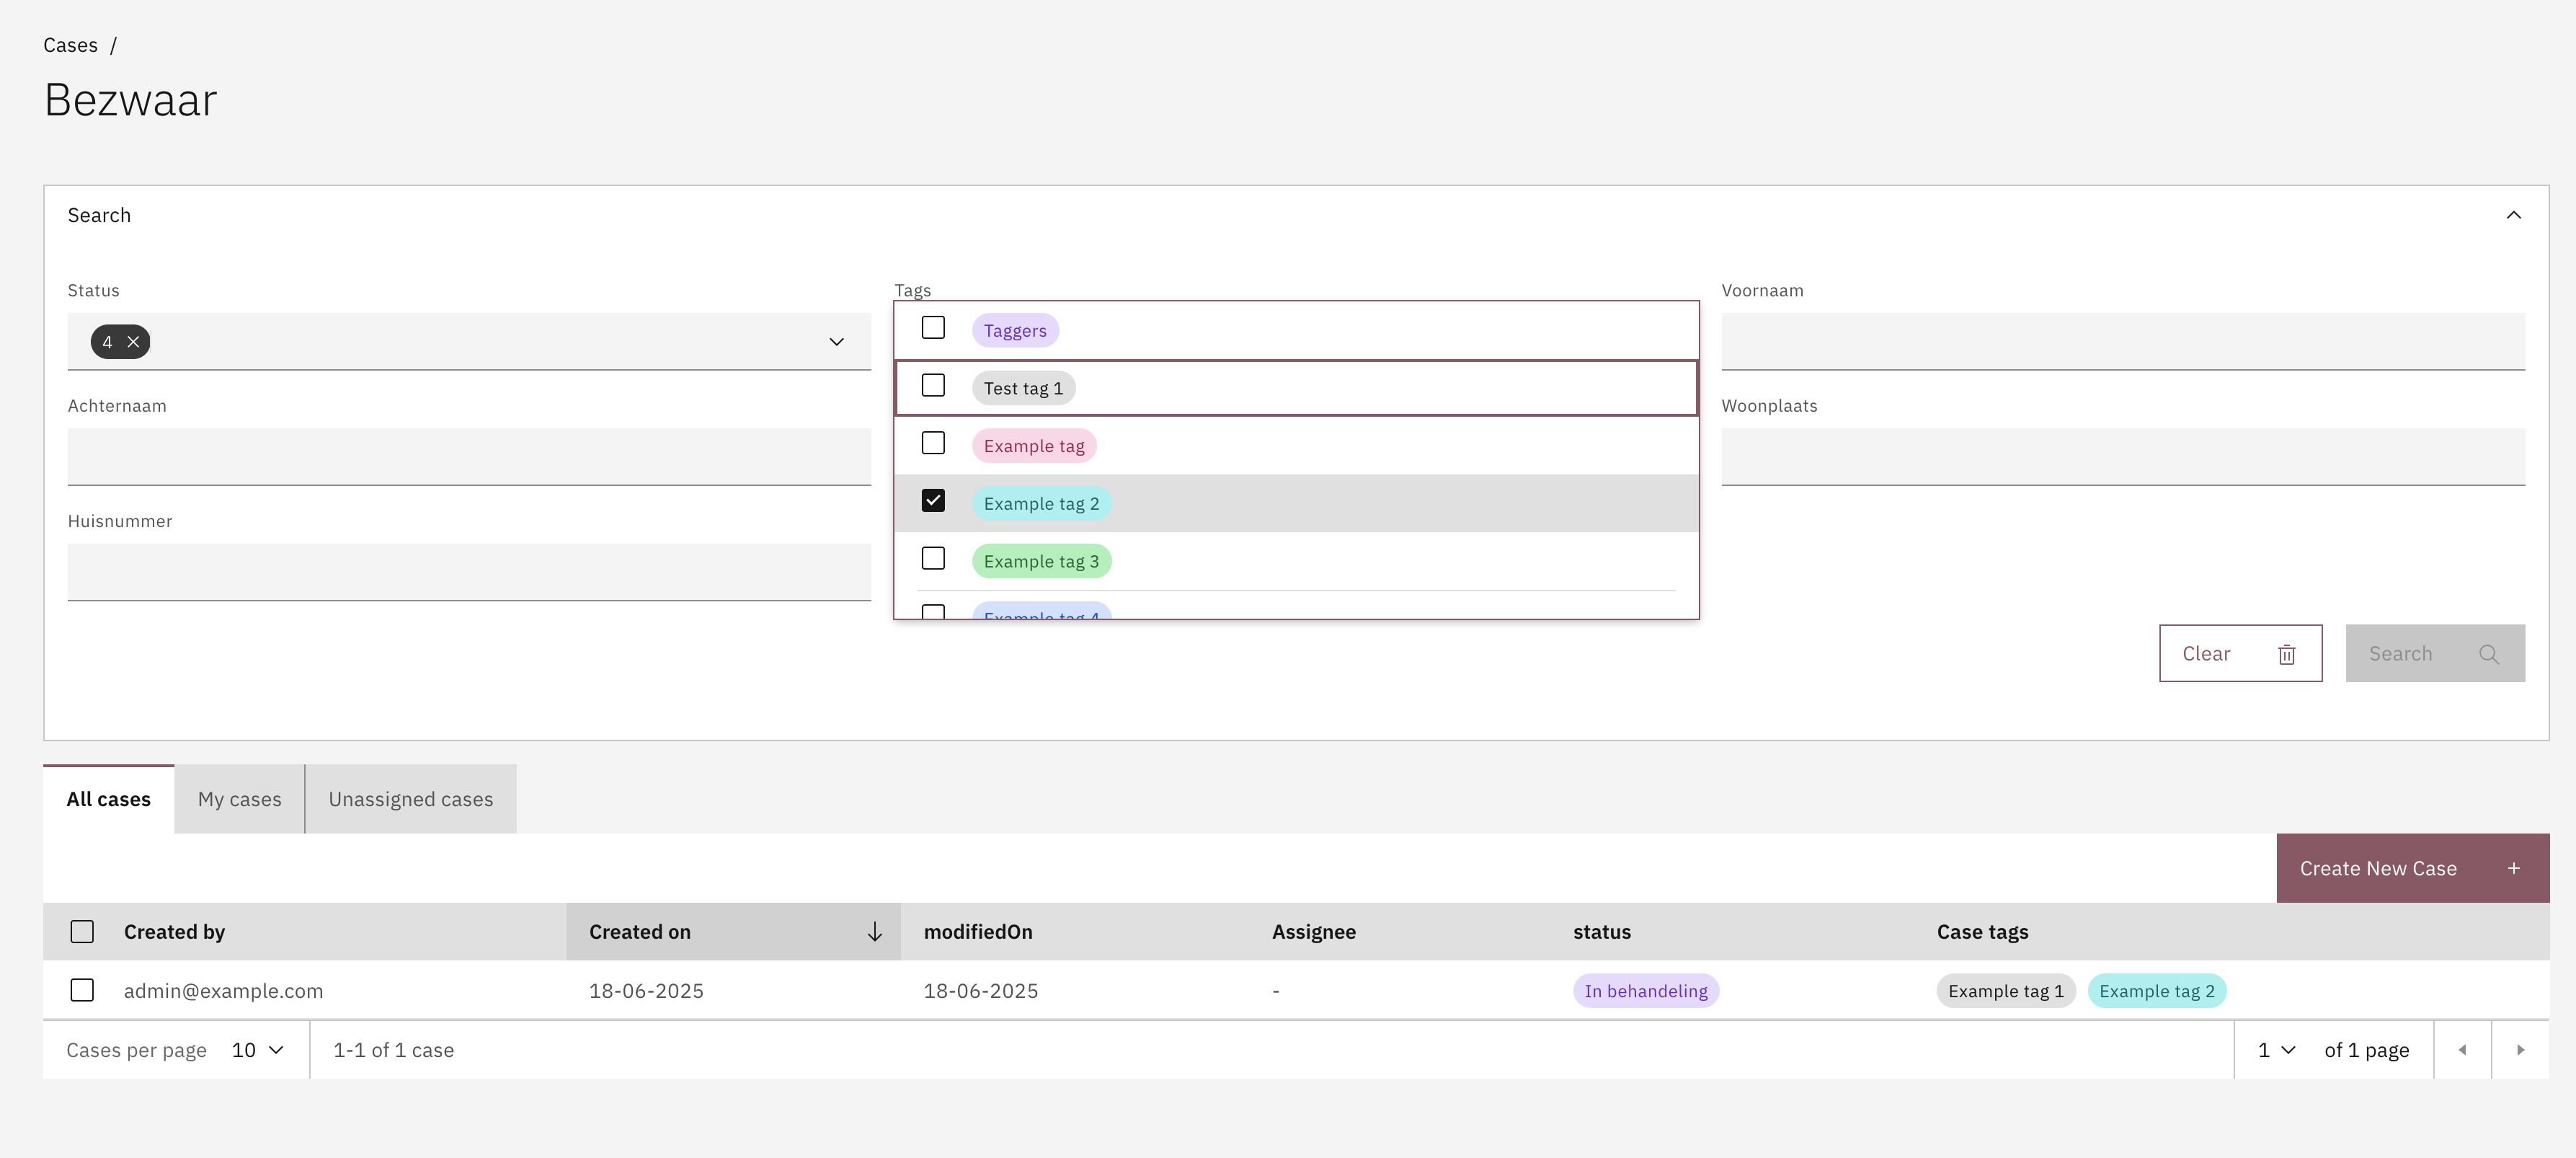 Cases /
Bezwaar
Search
Status
4
Tags
Taggers
Test tag 1
Example tag
Example tag 2
Example tag 3
Example tag 4
Voornaam
Achternaam
Woonplaats
Huisnummer
Clear
Search
All cases
My cases
Unassigned cases
Create New Case +
Created by Created on modifiedOn Assignee status Case tags
admin@example.com 18-06-2025 18-06-2025 - In behandeling Example tag 1 Example tag 2
Cases per page 10 1-1 of 1 case 1 of 1 page